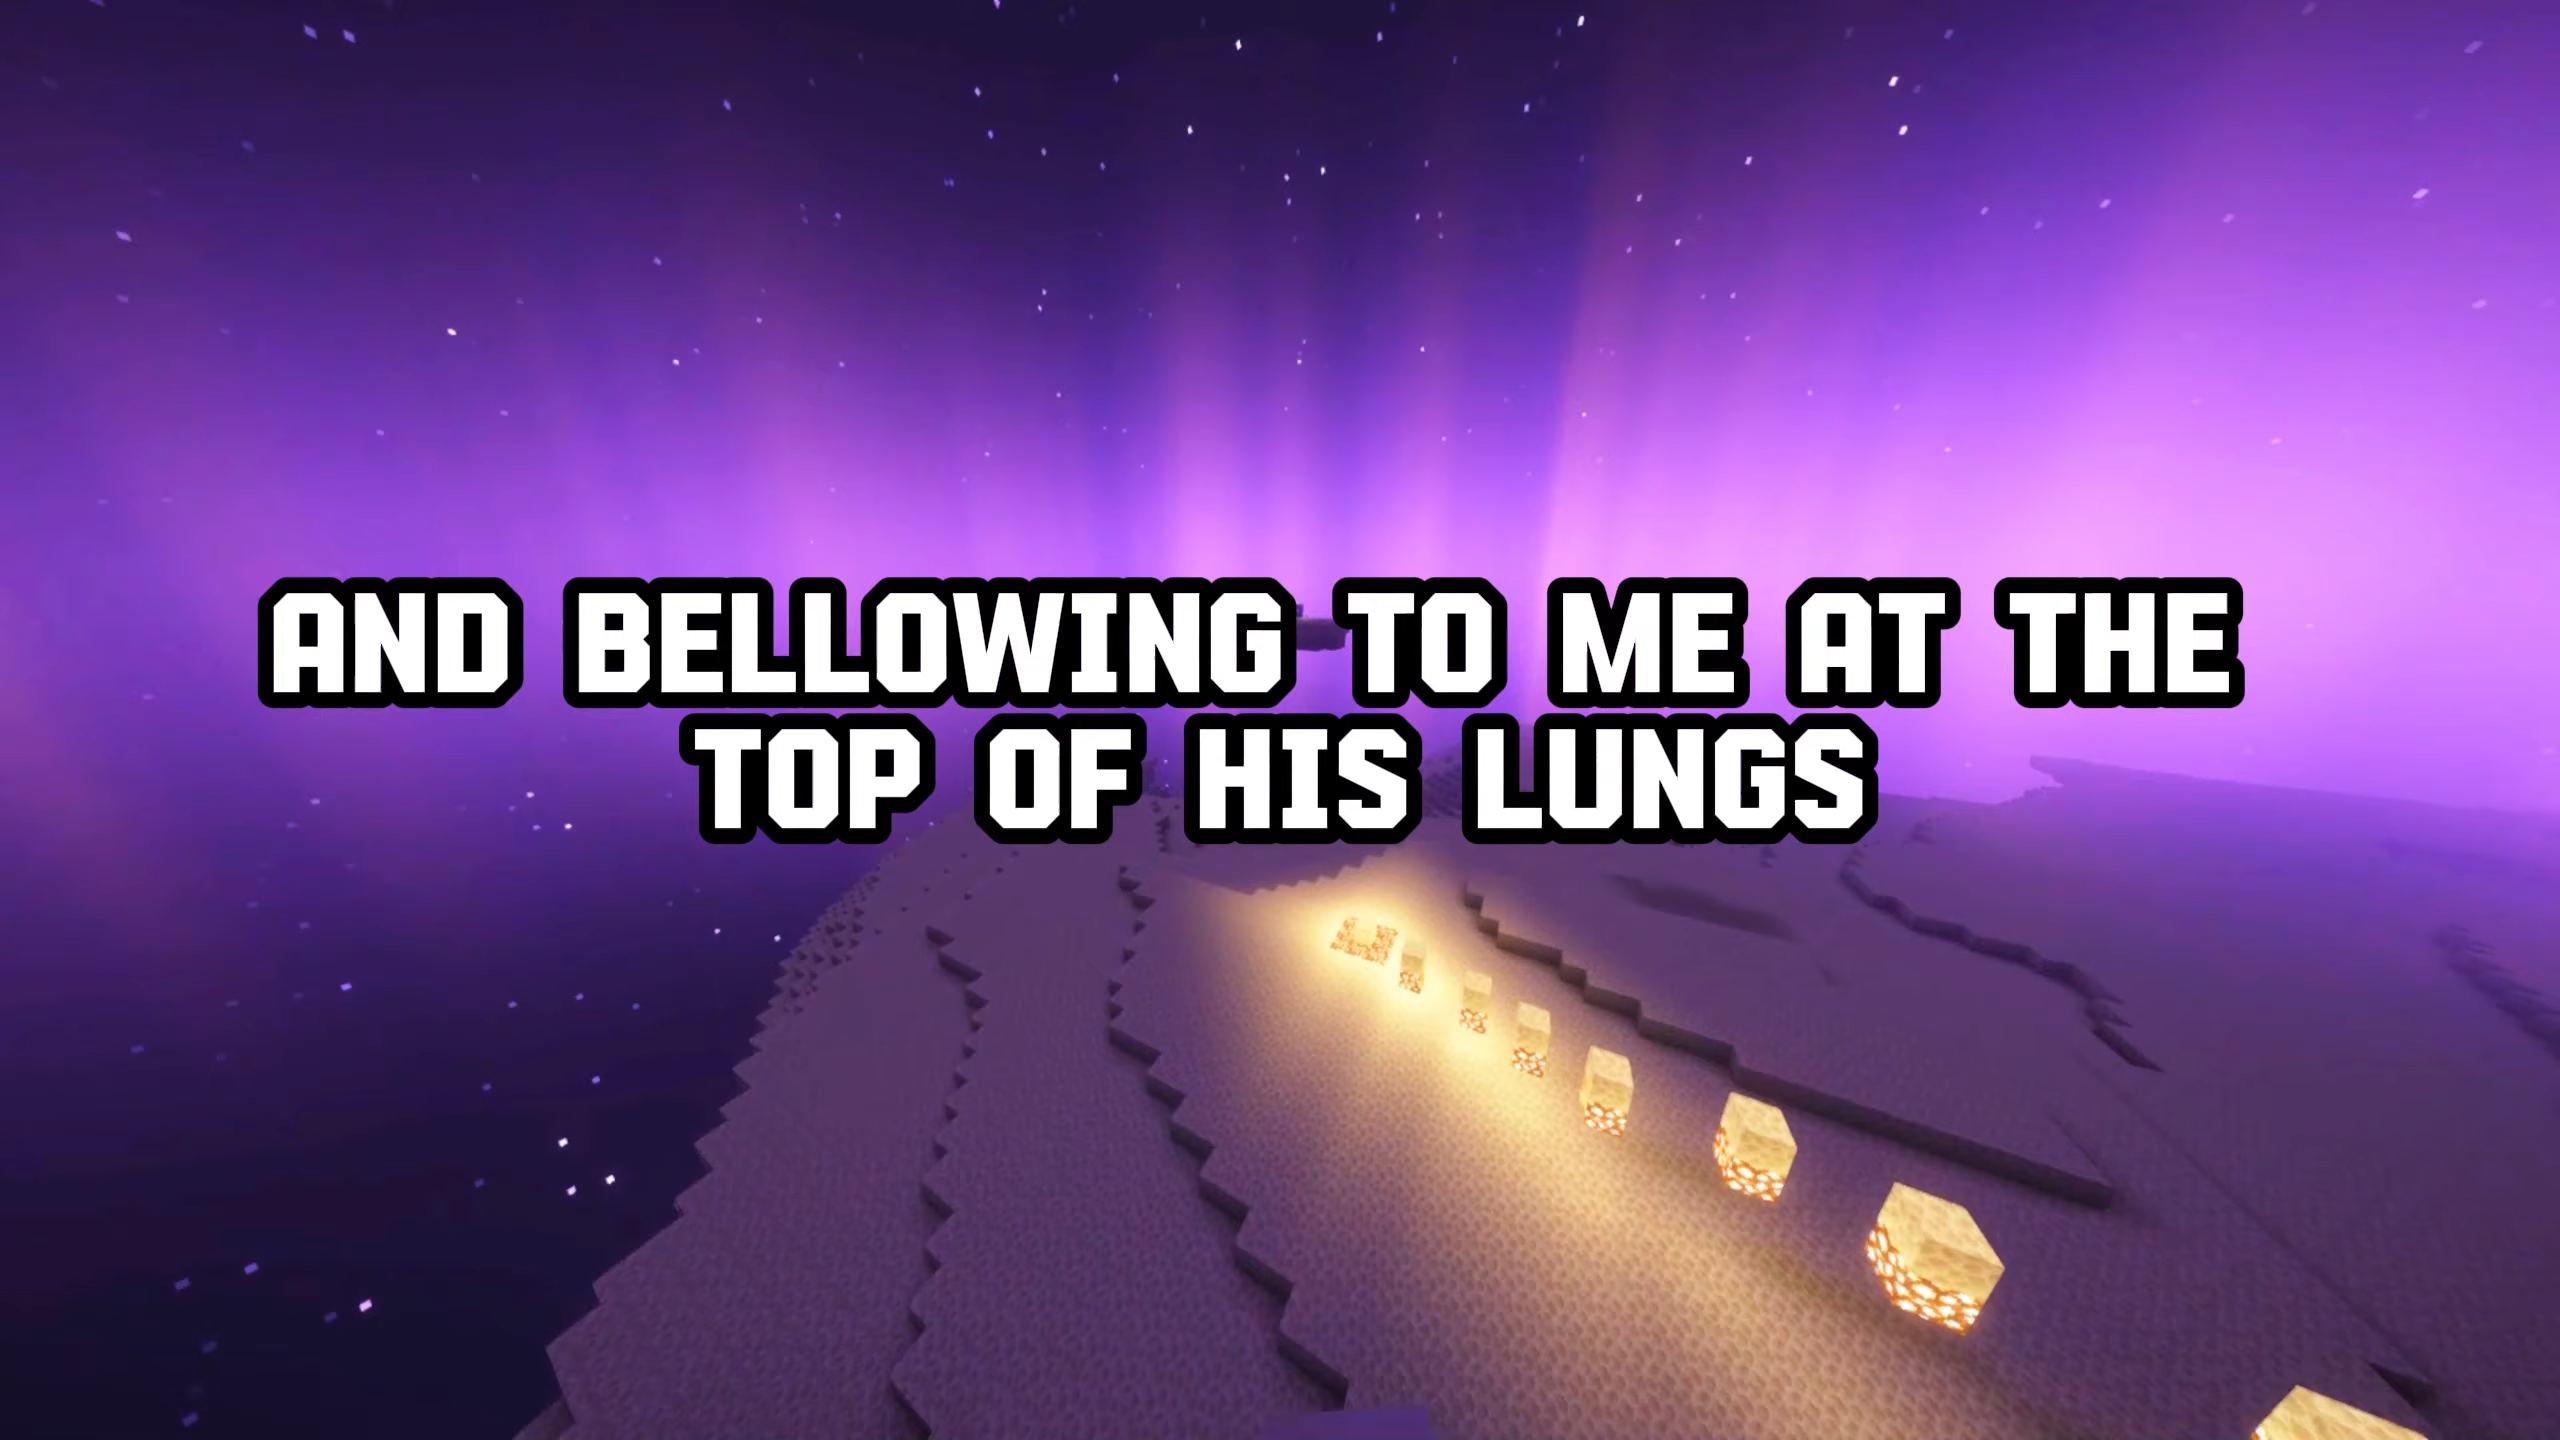 AND BELLOWING TO ME AT THE
TOP OF HIS LUNGS